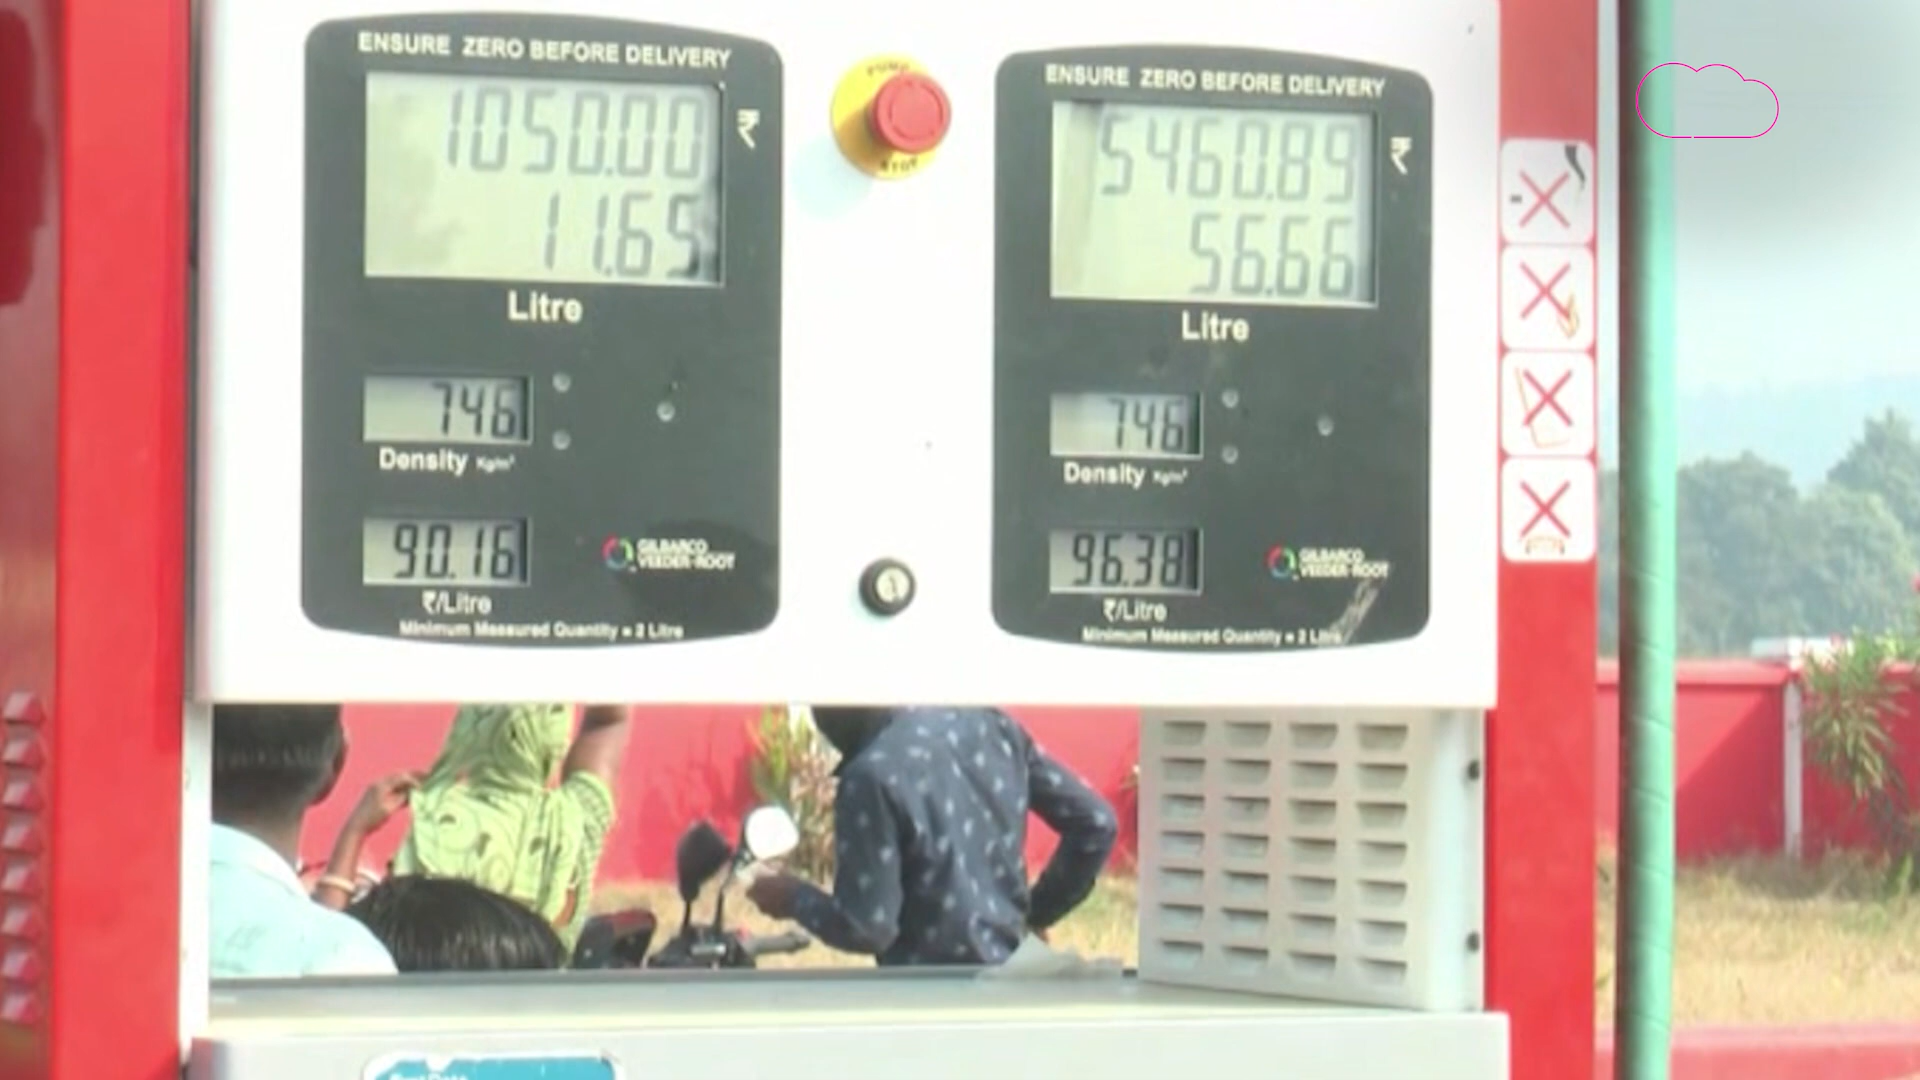 ENSURE ZERO BEFORE DELIVERY
1050.00
₹
11.65
Litre
746
Density Kg/m³
90.16
GILBARCO
VEEDER-ROOT
₹/Litre
Minimum Measured Quantity = 2 Litre
STOP
ENSURE ZERO BEFORE DELIVERY
5460.89
₹
56.66
Litre
746
Density Kg/m³
96.38
GILBARCO
VEEDER-ROOT
₹/Litre
Minimum Measured Quantity = 2 Litre